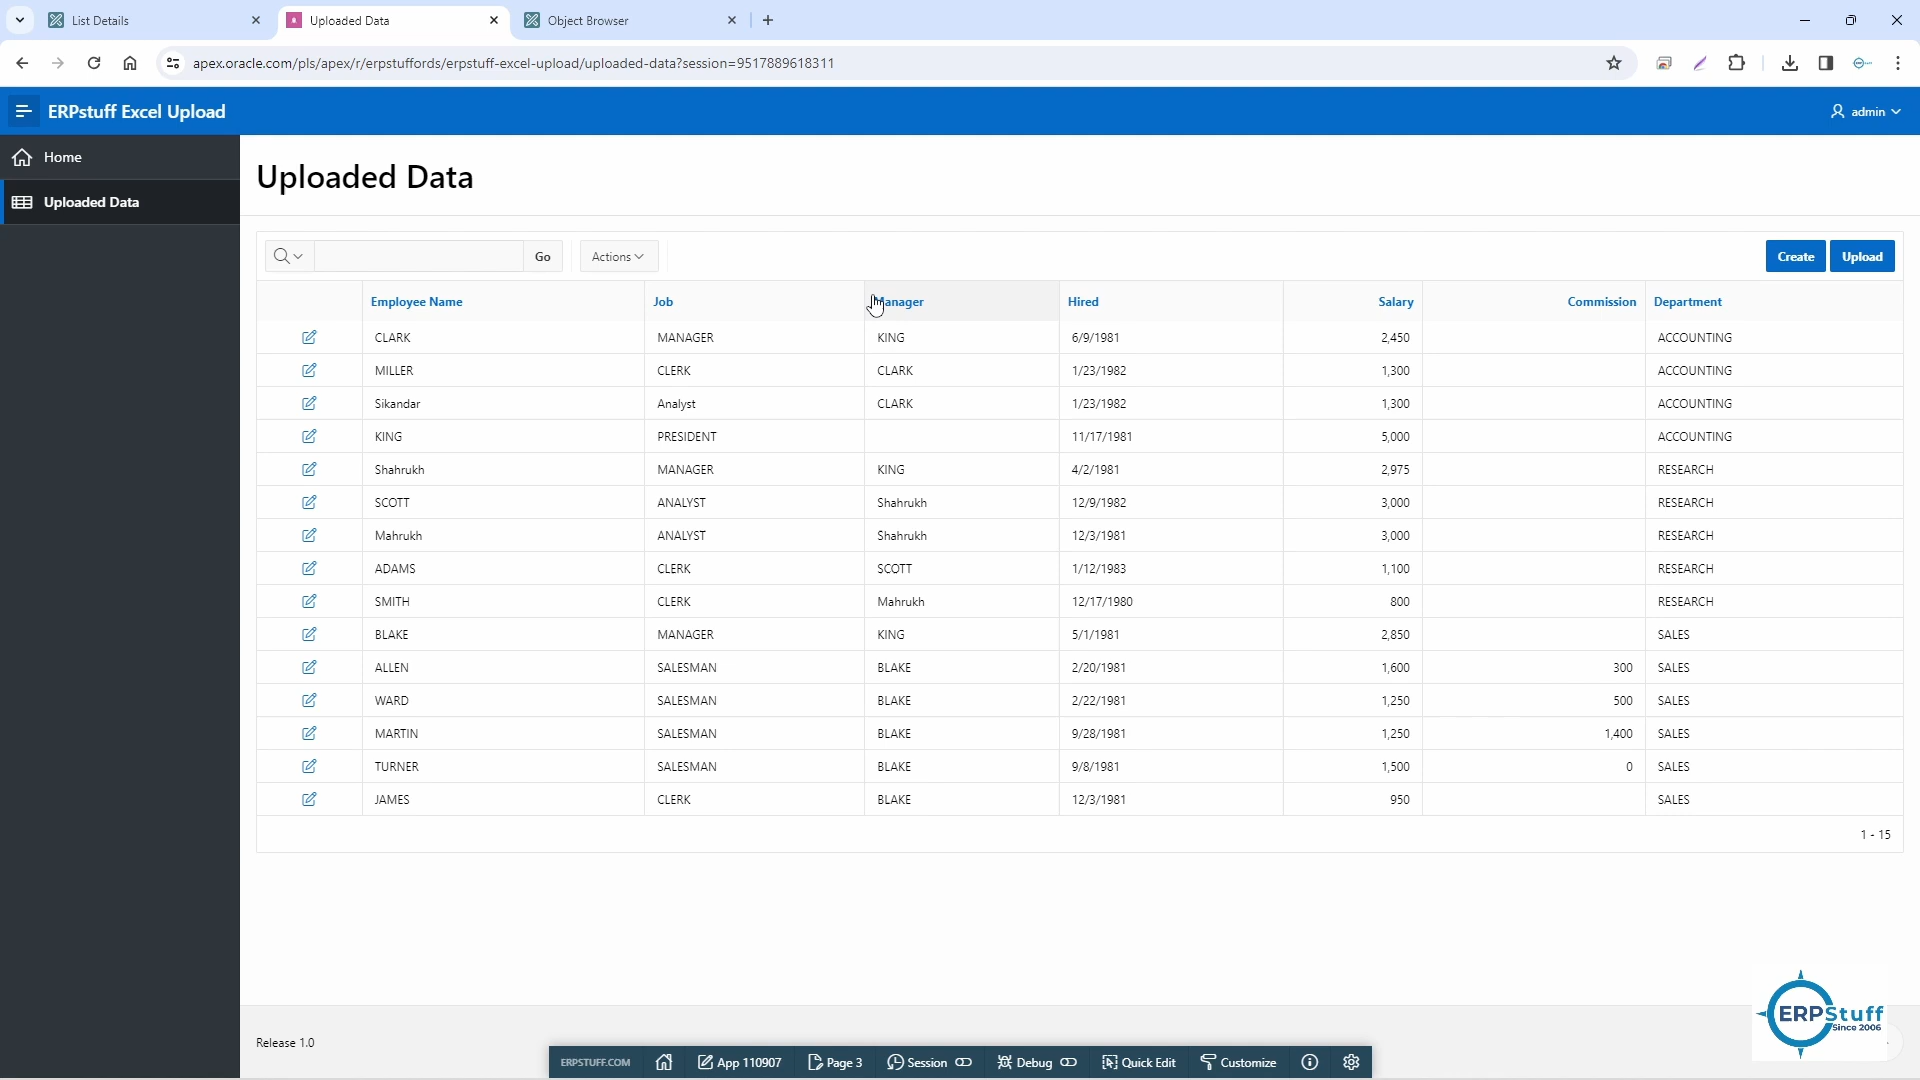 List Details
Uploaded Data
Object Browser
apex.oracle.com/pls/apex/r/erpstuffords/erpstuff-excel-upload/uploaded-data?session=9517889618311
ERPstuff Excel Upload
admin
Home
Uploaded Data
Uploaded Data
Go
Actions
Create
Upload
Employee Name Job Manager Hired Salary Commission Department
CLARK MANAGER KING 6/9/1981 2,450 ACCOUNTING
MILLER CLERK CLARK 1/23/1982 1,300 ACCOUNTING
Sikandar Analyst CLARK 1/23/1982 1,300 ACCOUNTING
KING PRESIDENT 11/17/1981 5,000 ACCOUNTING
Shahrukh MANAGER KING 4/2/1981 2,975 RESEARCH
SCOTT ANALYST Shahrukh 12/9/1982 3,000 RESEARCH
Mahrukh ANALYST Shahrukh 12/3/1981 3,000 RESEARCH
ADAMS CLERK SCOTT 1/12/1983 1,100 RESEARCH
SMITH CLERK Mahrukh 12/17/1980 800 RESEARCH
BLAKE MANAGER KING 5/1/1981 2,850 SALES
ALLEN SALESMAN BLAKE 2/20/1981 1,600 300 SALES
WARD SALESMAN BLAKE 2/22/1981 1,250 500 SALES
MARTIN SALESMAN BLAKE 9/28/1981 1,250 1,400 SALES
TURNER SALESMAN BLAKE 9/8/1981 1,500 0 SALES
JAMES CLERK BLAKE 12/3/1981 950 SALES
1 - 15
ERPStuff
Since 2006
Release 1.0
ERPSTUFF.COM App 110907 Page 3 Session Debug Quick Edit Customize